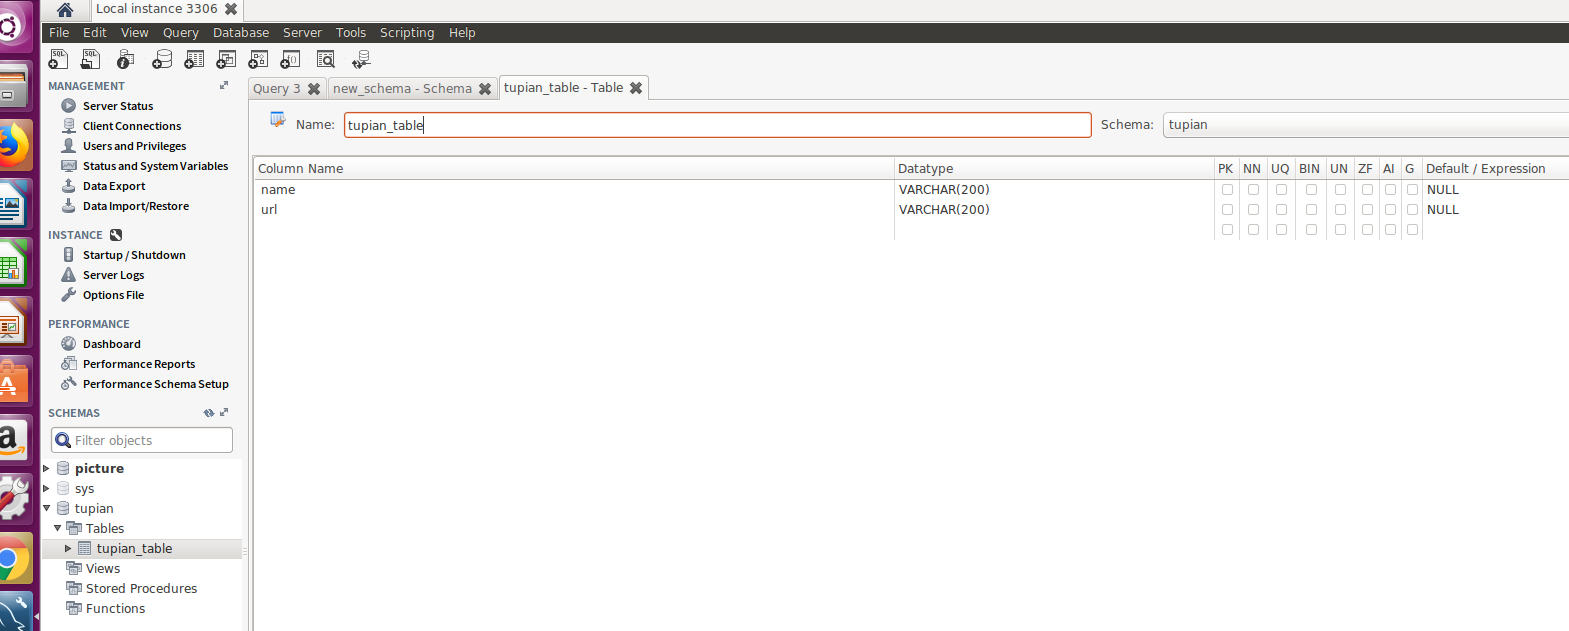 Local instance 3306
File Edit View Query Database Server Tools Scripting Help
MANAGEMENT
Server Status
Client Connections
Users and Privileges
Status and System Variables
Data Export
Data Import/Restore
INSTANCE
Startup / Shutdown
Server Logs
Options File
PERFORMANCE
Dashboard
Performance Reports
Performance Schema Setup
SCHEMAS
Filter objects
picture
sys
tupian
Tables
tupian_table
Views
Stored Procedures
Functions
Query 3 new_schema - Schema tupian_table - Table
Name: tupian_table Schema: tupian
Column Name Datatype PK NN UQ BIN UN ZF AI G Default / Expression
name VARCHAR(200) NULL
url VARCHAR(200) NULL